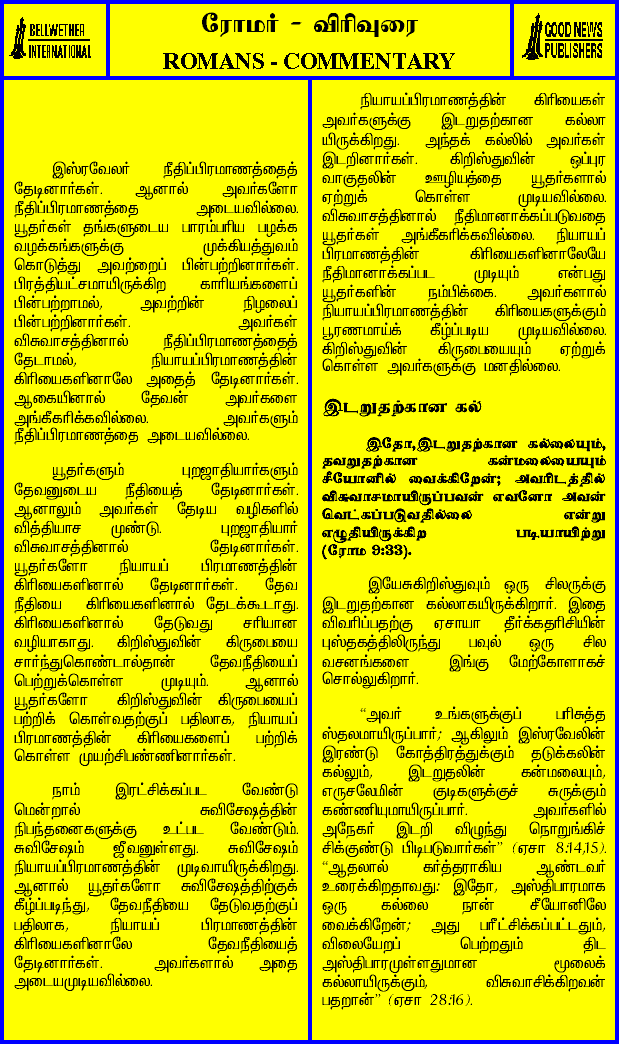 BELLWETHER
INTERNATIONAL
ரோமர் - விரிவுரை
ROMANS - COMMENTARY
GOOD NEWS
PUBLISHERS
இஸ்ரவேலர் நீதிப்பிரமாணத்தைத்
தேடினார்கள். ஆனால் அவர்களோ
நீதிப்பிரமாணத்தை அடையவில்லை.
யூதர்கள் தங்களுடைய பாரம்பரிய பழக்க
வழக்கங்களுக்கு முக்கியத்துவம்
கொடுத்து அவற்றைப் பின்பற்றினார்கள்.
பிரத்தியட்சமாயிருக்கிற காரியங்களைப்
பின்பற்றாமல், அவற்றின் நிழலைப்
பின்பற்றினார்கள். அவர்கள்
விசுவாசத்தினால் நீதிப்பிரமாணத்தைத்
தேடாமல், நியாயப்பிரமாணத்தின்
கிரியைகளினாலே அதைத் தேடினார்கள்.
ஆகையினால் தேவன் அவர்களை
அங்கீகரிக்கவில்லை. அவர்களும்
நீதிப்பிரமாணத்தை அடையவில்லை.
யூதர்களும் புறஜாதியார்களும்
தேவனுடைய நீதியைத் தேடினார்கள்.
ஆனாலும் அவர்கள் தேடிய வழிகளில்
வித்தியாச முண்டு. புறஜாதியார்
விசுவாசத்தினால் தேடினார்கள்.
யூதர்களோ நியாயப் பிரமாணத்தின்
கிரியைகளினால் தேடினார்கள். தேவ
நீதியை கிரியைகளினால் தேடக்கூடாது.
கிரியைகளினால் தேடுவது சரியான
வழியாகாது. கிறிஸ்துவின் கிருபையை
சார்ந்துகொண்டால்தான் தேவநீதியைப்
பெற்றுக்கொள்ள முடியும். ஆனால்
யூதர்களோ கிறிஸ்துவின் கிருபையைப்
பற்றிக் கொள்வதற்குப் பதிலாக, நியாயப்
பிரமாணத்தின் கிரியைகளைப் பற்றிக்
கொள்ள முயற்சிபண்ணினார்கள்.
நாம் இரட்சிக்கப்பட வேண்டு
மென்றால் சுவிசேஷத்தின்
நிபந்தனைகளுக்கு உட்பட வேண்டும்.
சுவிசேஷம் ஜீவனுள்ளது. சுவிசேஷம்
நியாயப்பிரமாணத்தின் முடிவாயிருக்கிறது.
ஆனால் யூதர்களோ சுவிசேஷத்திற்குக்
கீழ்ப்படிந்து, தேவநீதியை தேடுவதற்குப்
பதிலாக, நியாயப் பிரமாணத்தின்
கிரியைகளினாலே தேவநீதியைத்
தேடினார்கள். அவர்களால் அதை
அடையமுடியவில்லை.
நியாயப்பிரமாணத்தின் கிரியைகள்
அவர்களுக்கு இடறுதற்கான கல்லா
யிருக்கிறது. அந்தக் கல்லில் அவர்கள்
இடறினார்கள். கிறிஸ்துவின் ஒப்புர
வாகுதலின் ஊழியத்தை யூதர்களால்
ஏற்றுக் கொள்ள முடியவில்லை.
விசுவாசத்தினால் நீதிமானாக்கப்படுவதை
யூதர்கள் அங்கீகரிக்கவில்லை. நியாயப்
பிரமாணத்தின் கிரியைகளினாலேயே
நீதிமானாக்கப்பட முடியும் என்பது
யூதர்களின் நம்பிக்கை. அவர்களால்
நியாயப்பிரமாணத்தின் கிரியைகளுக்கும்
பூரணமாய்க் கீழ்ப்படிய முடியவில்லை.
கிறிஸ்துவின் கிருபையையும் ஏற்றுக்
கொள்ள அவர்களுக்கு மனதில்லை.
இடறுதற்கான கல்
இதோ,இடறுதற்கான கல்லையும்,
தவறுதற்கான கன்மலையையும்
சீயோனில் வைக்கிறேன்; அவரிடத்தில்
விசுவாசமாயிருப்பவன் எவனோ அவன்
வெட்கப்படுவதில்லை என்று
எழுதியிருக்கிற படியாயிற்று
(ரோம 9:33).
இயேசுகிறிஸ்துவும் ஒரு சிலருக்கு
இடறுதற்கான கல்லாகயிருக்கிறார். இதை
விவரிப்பதற்கு ஏசாயா தீர்க்கதரிசியின்
புஸ்தகத்திலிருந்து பவுல் ஒரு சில
வசனங்களை இங்கு மேற்கோளாகச்
சொல்லுகிறார்.
“அவர் உங்களுக்குப் பரிசுத்த
ஸ்தலமாயிருப்பார்; ஆகிலும் இஸ்ரவேலின்
இரண்டு கோத்திரத்துக்கும் தடுக்கலின்
கல்லும், இடறுதலின் கன்மலையும்,
எருசலேமின் குடிகளுக்குச் சுருக்கும்
கண்ணியுமாயிருப்பார். அவர்களில்
அநேகர் இடறி விழுந்து நொறுங்கிச்
சிக்குண்டு பிடிபடுவார்கள்” (ஏசா 8:14,15).
“ஆதலால் கர்த்தராகிய ஆண்டவர்
உரைக்கிறதாவது: இதோ, அஸ்திபாரமாக
ஒரு கல்லை நான் சீயோனிலே
வைக்கிறேன்; அது பரீட்சிக்கப்பட்டதும்,
விலையேறப் பெற்றதும் திட
அஸ்திபாரமுள்ளதுமான மூலைக்
கல்லாயிருக்கும், விசுவாசிக்கிறவன்
பதறான்” (ஏசா 28:16).